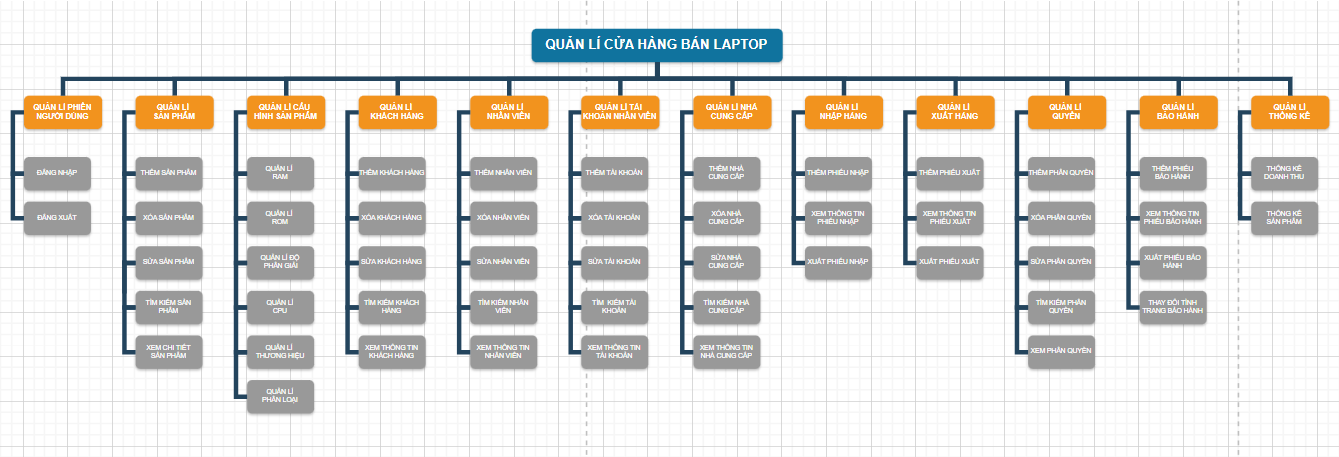 QUẢN LÍ CỬA HÀNG BÁN LAPTOP
QUẢN LÍ PHIÊN
NGƯỜI DÙNG
ĐĂNG NHẬP
ĐĂNG XUẤT
QUẢN LÍ
SẢN PHẨM
THÊM SẢN PHẨM
XÓA SẢN PHẨM
SỬA SẢN PHẨM
TÌM KIẾM SẢN
PHẨM
XEM CHI TIẾT
SẢN PHẨM
QUẢN LÍ CẤU
HÌNH SẢN PHẨM
QUẢN LÍ
RAM
QUẢN LÍ
ROM
QUẢN LÍ ĐỘ
PHÂN GIẢI
QUẢN LÍ
CPU
QUẢN LÍ
THƯƠNG HIỆU
QUẢN LÍ
PHÂN LOẠI
QUẢN LÍ
KHÁCH HÀNG
THÊM KHÁCH HÀNG
XÓA KHÁCH HÀNG
SỬA KHÁCH HÀNG
TÌM KIẾM KHÁCH
HÀNG
XEM THÔNG TIN
KHÁCH HÀNG
QUẢN LÍ
NHÂN VIÊN
THÊM NHÂN VIÊN
XÓA NHÂN VIÊN
SỬA NHÂN VIÊN
TÌM KIẾM NHÂN
VIÊN
XEM THÔNG TIN
NHÂN VIÊN
QUẢN LÍ TÀI
KHOẢN NHÂN VIÊN
THÊM TÀI KHOẢN
XÓA TÀI KHOẢN
SỬA TÀI KHOẢN
TÌM KIẾM TÀI
KHOẢN
XEM THÔNG TIN
TÀI KHOẢN
QUẢN LÍ NHÀ
CUNG CẤP
THÊM NHÀ
CUNG CẤP
XÓA NHÀ
CUNG CẤP
SỬA NHÀ
CUNG CẤP
TÌM KIẾM NHÀ
CUNG CẤP
XEM THÔNG TIN
NHÀ CUNG CẤP
QUẢN LÍ
NHẬP HÀNG
THÊM PHIẾU NHẬP
XEM THÔNG TIN
PHIẾU NHẬP
XUẤT PHIẾU NHẬP
QUẢN LÍ
XUẤT HÀNG
THÊM PHIẾU XUẤT
XEM THÔNG TIN
PHIẾU XUẤT
XUẤT PHIẾU XUẤT
QUẢN LÍ
QUYỀN
THÊM PHÂN QUYỀN
XÓA PHÂN QUYỀN
SỬA PHÂN QUYỀN
TÌM KIẾM PHÂN
QUYỀN
XEM PHÂN QUYỀN
QUẢN LÍ
BẢO HÀNH
THÊM PHIẾU
BẢO HÀNH
XEM THÔNG TIN
PHIẾU BẢO HÀNH
XUẤT PHIẾU BẢO
HÀNH
THAY ĐỔI TÌNH
TRẠNG BẢO HÀNH
QUẢN LÍ
THỐNG KÊ
THỐNG KÊ
DOANH THU
THỐNG KÊ
SẢN PHẨM